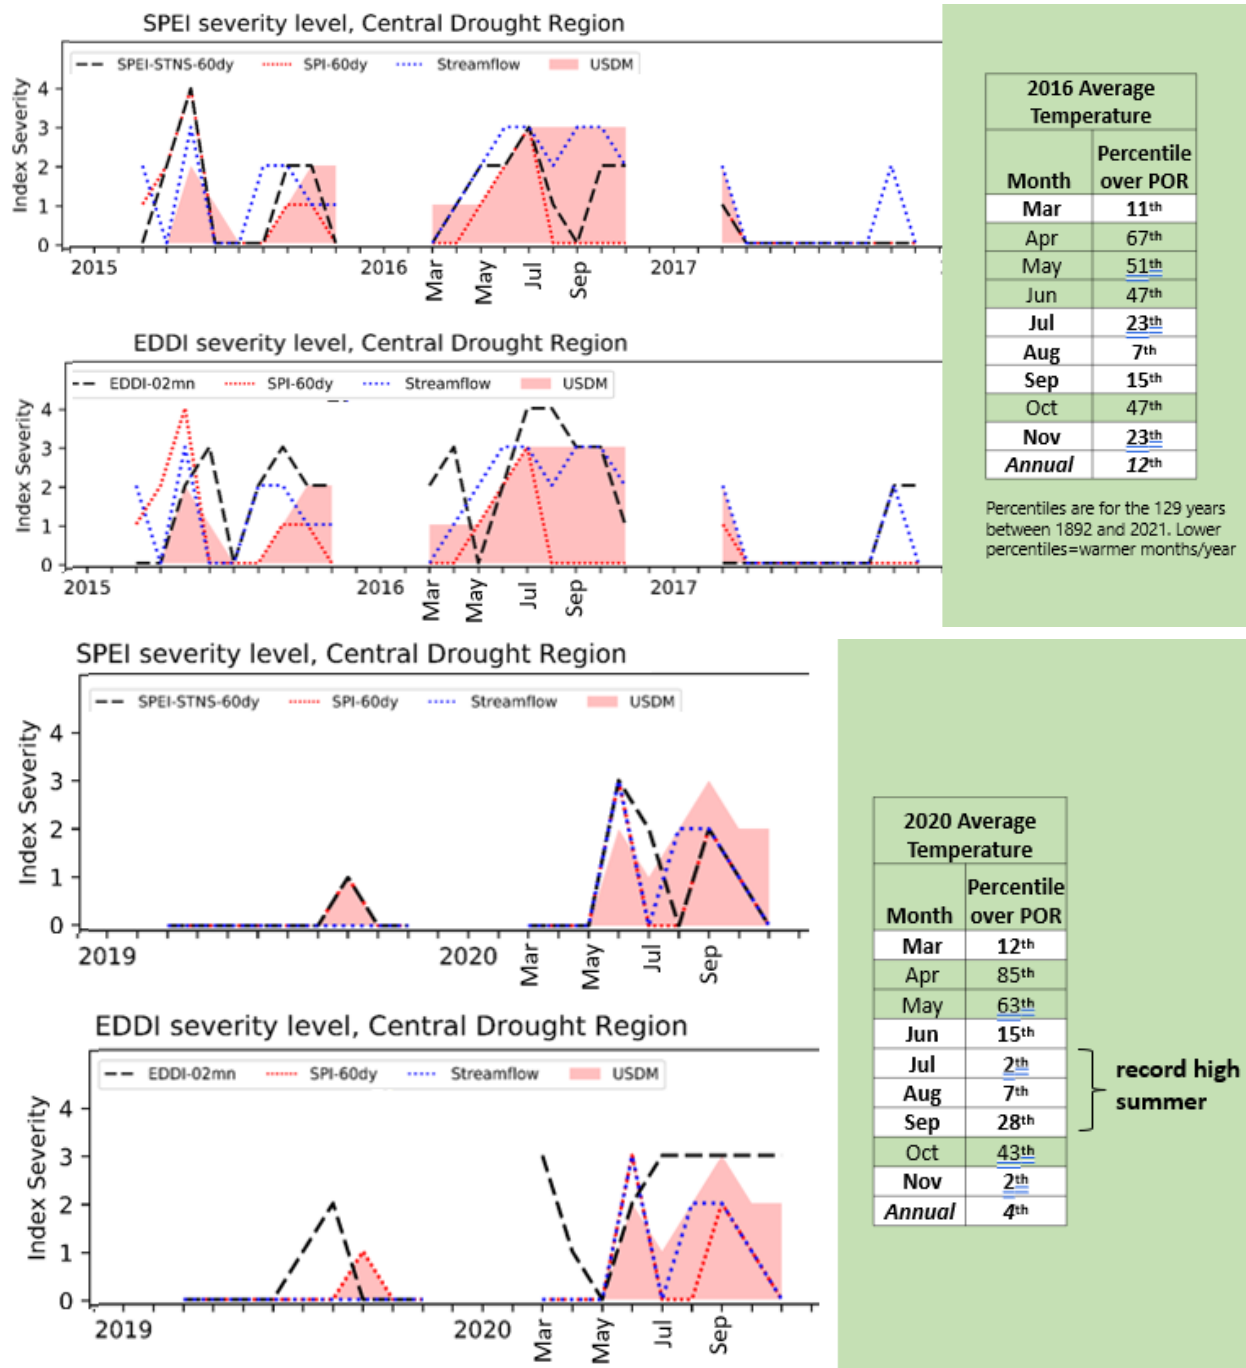 SPEI severity level, Central Drought Region
SPEI-STNS-60dy SPI-60dy Streamflow USDM
Index Severity
4
3
2
1
0
2015 2016 Mar May Jul Sep 2017
EDDI severity level, Central Drought Region
EDDI-02mn SPI-60dy Streamflow USDM
Index Severity
4
3
2
1
0
2015 2016 Mar May Jul Sep 2017
2016 Average
Temperature
Percentile
Month over POR
Mar 11th
Apr 67th
May 51th
Jun 47th
Jul 23th
Aug 7th
Sep 15th
Oct 47th
Nov 23th
Annual 12th
Percentiles are for the 129 years
between 1892 and 2021. Lower
percentiles=warmer months/year
SPEI severity level, Central Drought Region
SPEI-STNS-60dy SPI-60dy Streamflow USDM
Index Severity
4
3
2
1
0
2019 2020 Mar May Jul Sep
EDDI severity level, Central Drought Region
EDDI-02mn SPI-60dy Streamflow USDM
Index Severity
4
3
2
1
0
2019 2020 Mar May Jul Sep
2020 Average
Temperature
Percentile
Month over POR
Mar 12th
Apr 85th
May 63th
Jun 15th
Jul 2th
Aug 7th
Sep 28th
Oct 43th
Nov 2th
Annual 4th
record high
summer